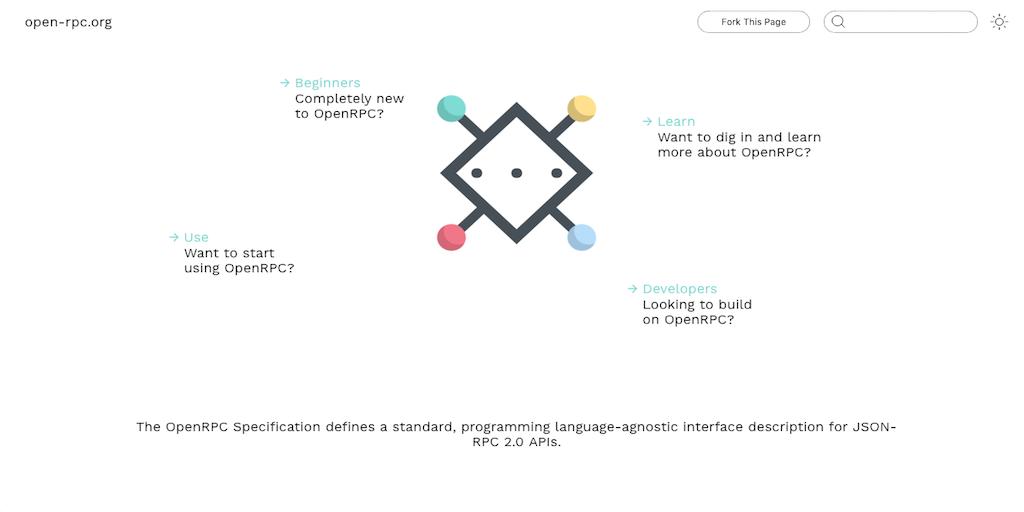 open-rpc.org
Fork This Page
→ Beginners
Completely new
to OpenRPC?
→ Learn
Want to dig in and learn
more about OpenRPC?
→ Use
Want to start
using OpenRPC?
→ Developers
Looking to build
on OpenRPC?
The OpenRPC Specification defines a standard, programming language-agnostic interface description for JSON-
RPC 2.0 APIs.